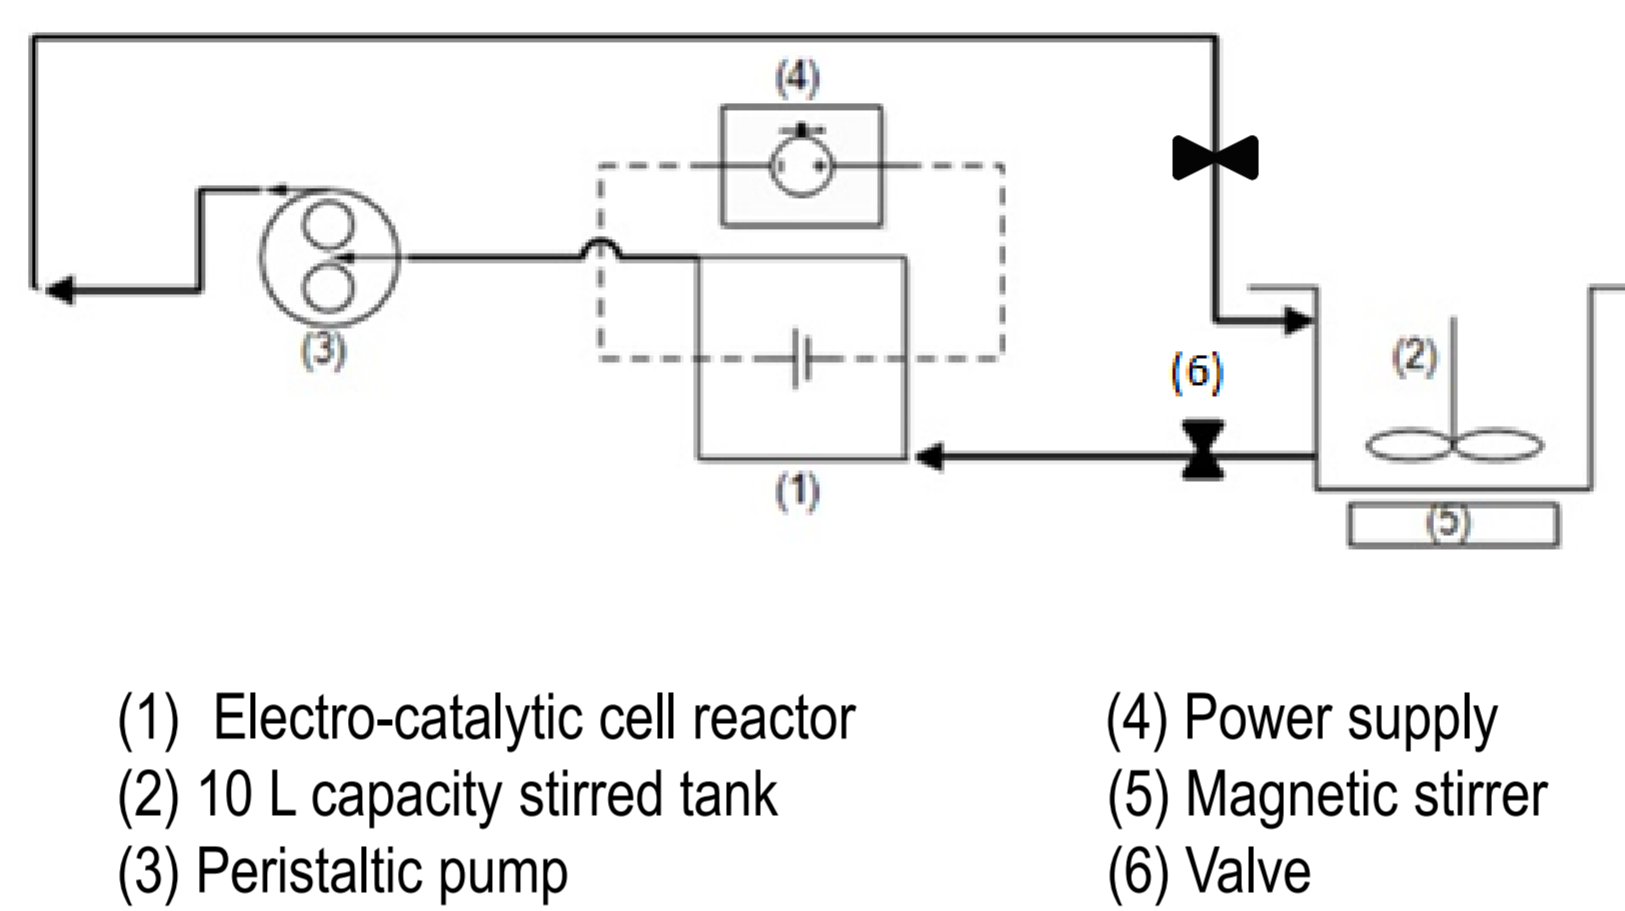 (4)
(3)
(6)
(2)
(1)
(5)
(1) Electro-catalytic cell reactor
(2) 10 L capacity stirred tank
(3) Peristaltic pump
(4) Power supply
(5) Magnetic stirrer
(6) Valve